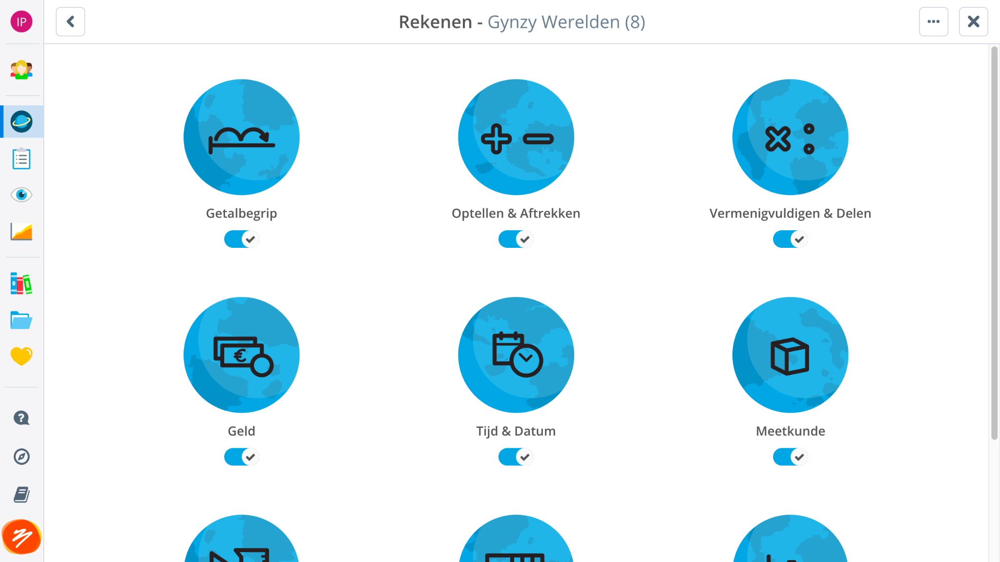 IP
Rekenen - Gynzy Werelden (8)
Getalbegrip
Optellen & Aftrekken
Vermenigvuldigen & Delen
€
Geld
Tijd & Datum
Meetkunde